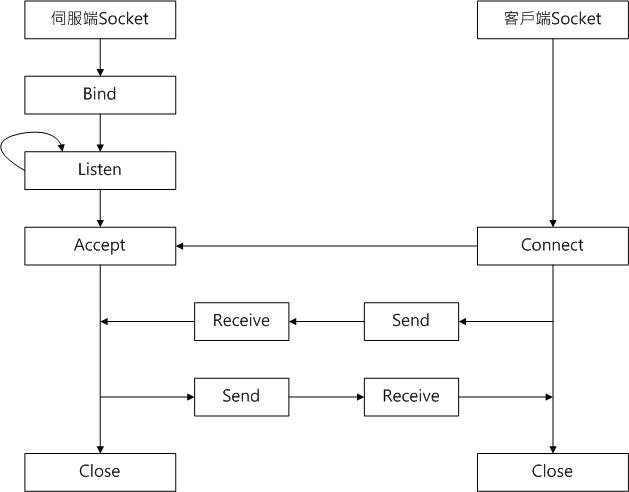 伺服端Socket
客戶端Socket
Bind
Listen
Accept
Connect
Receive
Send
Send
Receive
Close
Close